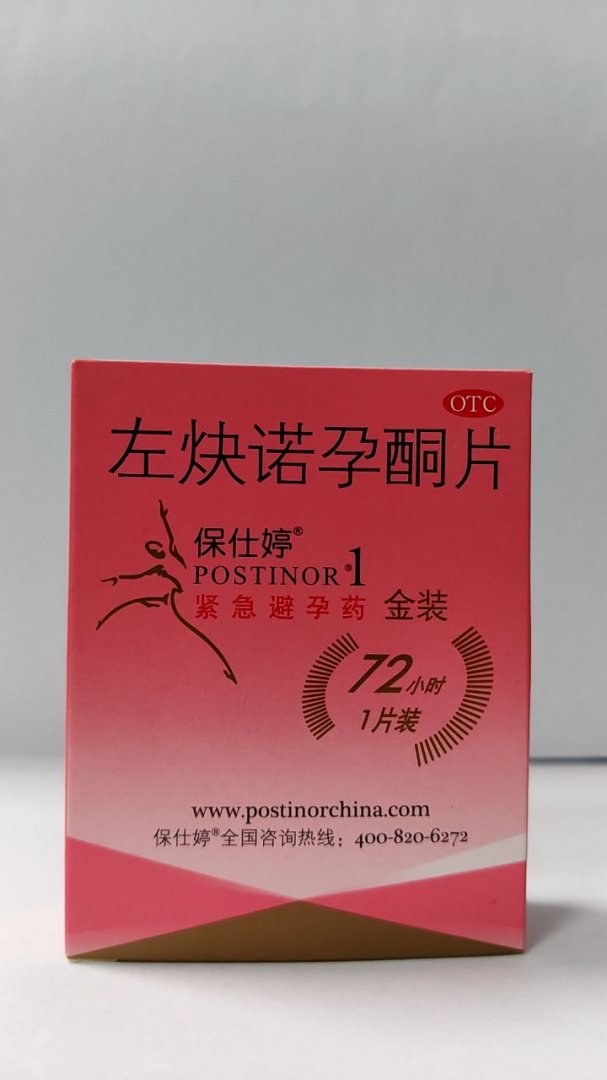 OTC
左炔诺孕酮片
保仕婷®
POSTINOR®1
紧急避孕药 金装
72小时
1片装
www.postinorchina.com
保仕婷®全国咨询热线：400-820-6272